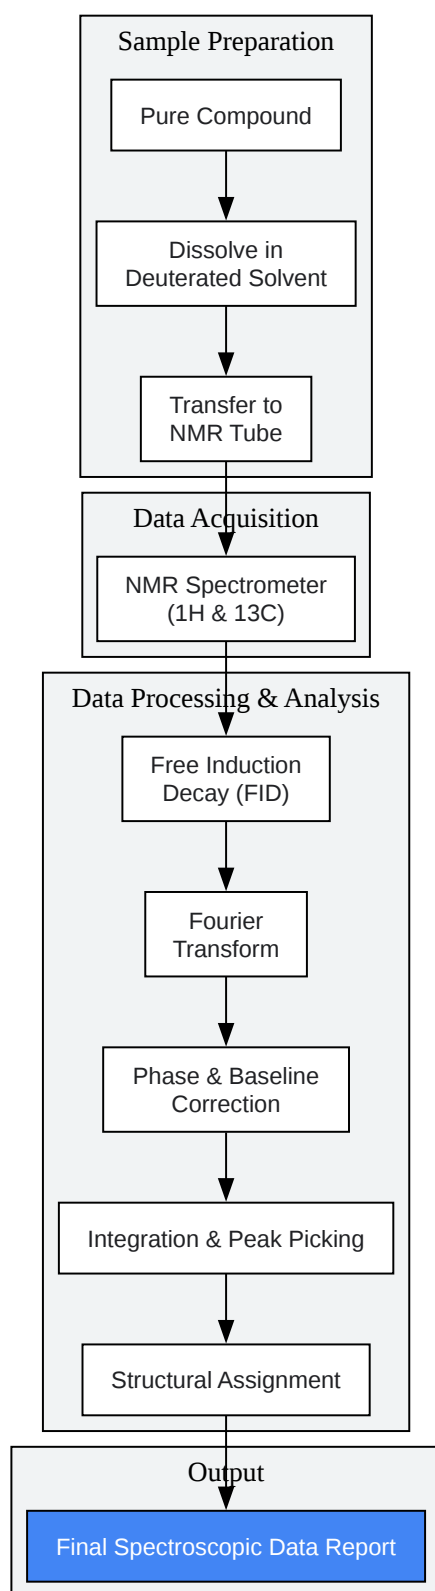 Sample Preparation
Pure Compound
Dissolve in
Deuterated Solvent
Transfer to
NMR Tube
Data Acquisition
NMR Spectrometer
(1H & 13C)
Data Processing & Analysis
Free Induction
Decay (FID)
Fourier
Transform
Phase & Baseline
Correction
Integration & Peak Picking
Structural Assignment
Output
Final Spectroscopic Data Report